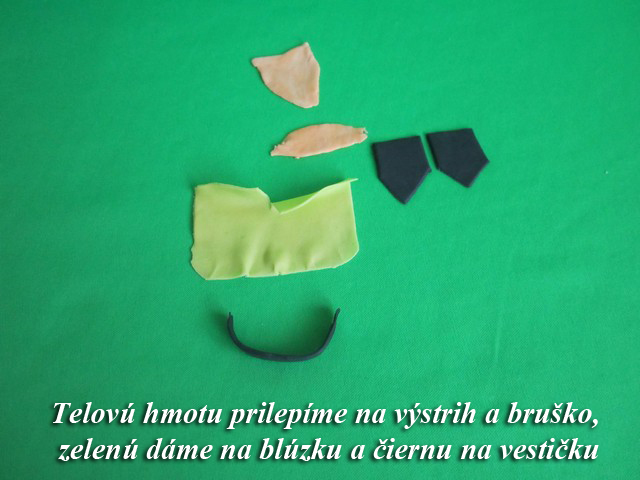 Telovú hmotu prilepíme na výstrih a bruško,
zelenú dáme na blúzku a čiernu na vestičku